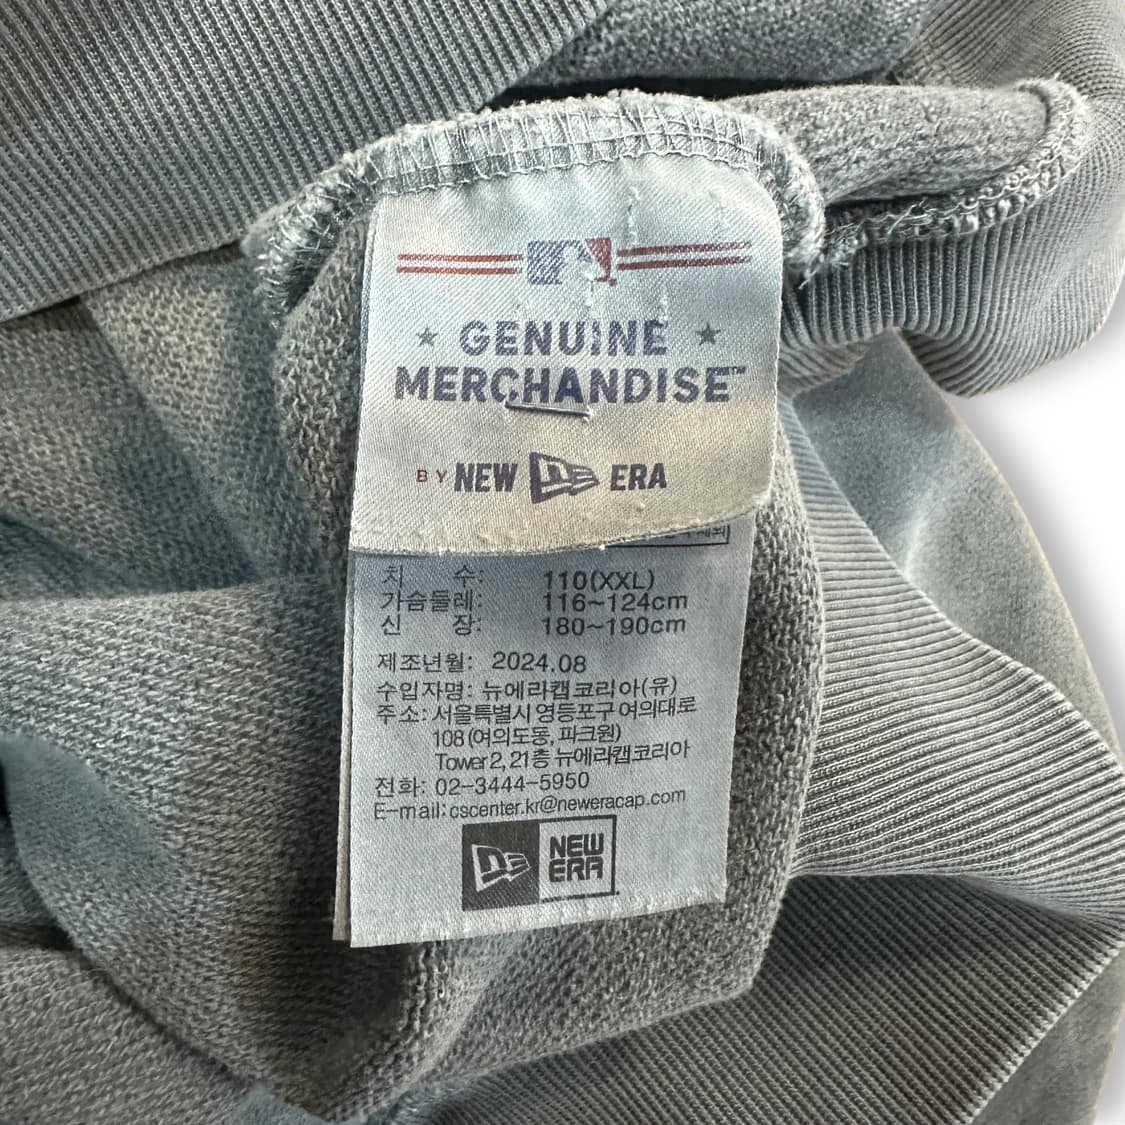 GENUINE
MERCHANDISE™
BY NEW ERA
치 수: 110(XXL)
가슴둘레: 116~124cm
신 장: 180~190cm
제조년월: 2024.08
수입자명: 뉴에라캡코리아(유)
주소: 서울특별시 영등포구 여의대로
108 (여의도동, 파크원)
Tower 2, 21층 뉴에라캡코리아
전화: 02-3444-5950
E-mail: cscenter.kr@neweracap.com
NEW
ERA